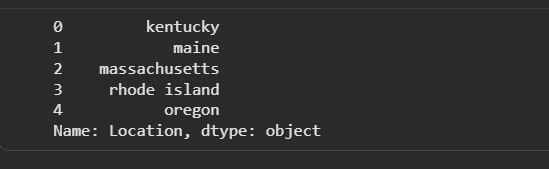 0         kentucky
1            maine
2    massachusetts
3     rhode island
4           oregon
Name: Location, dtype: object